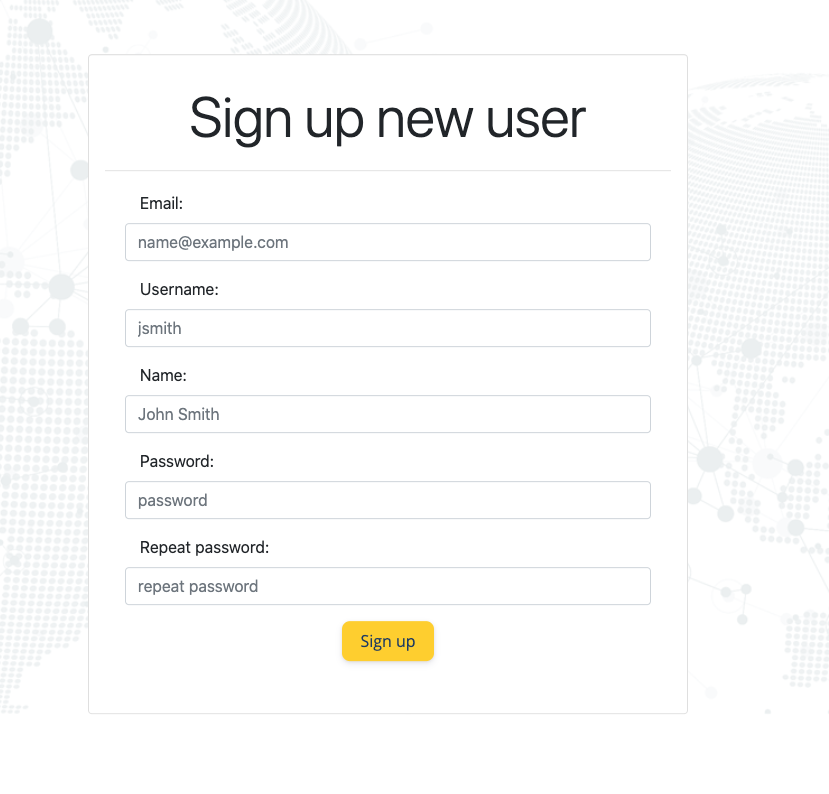 Sign up new user
Email:
name@example.com
Username:
jsmith
Name:
John Smith
Password:
password
Repeat password:
repeat password
Sign up